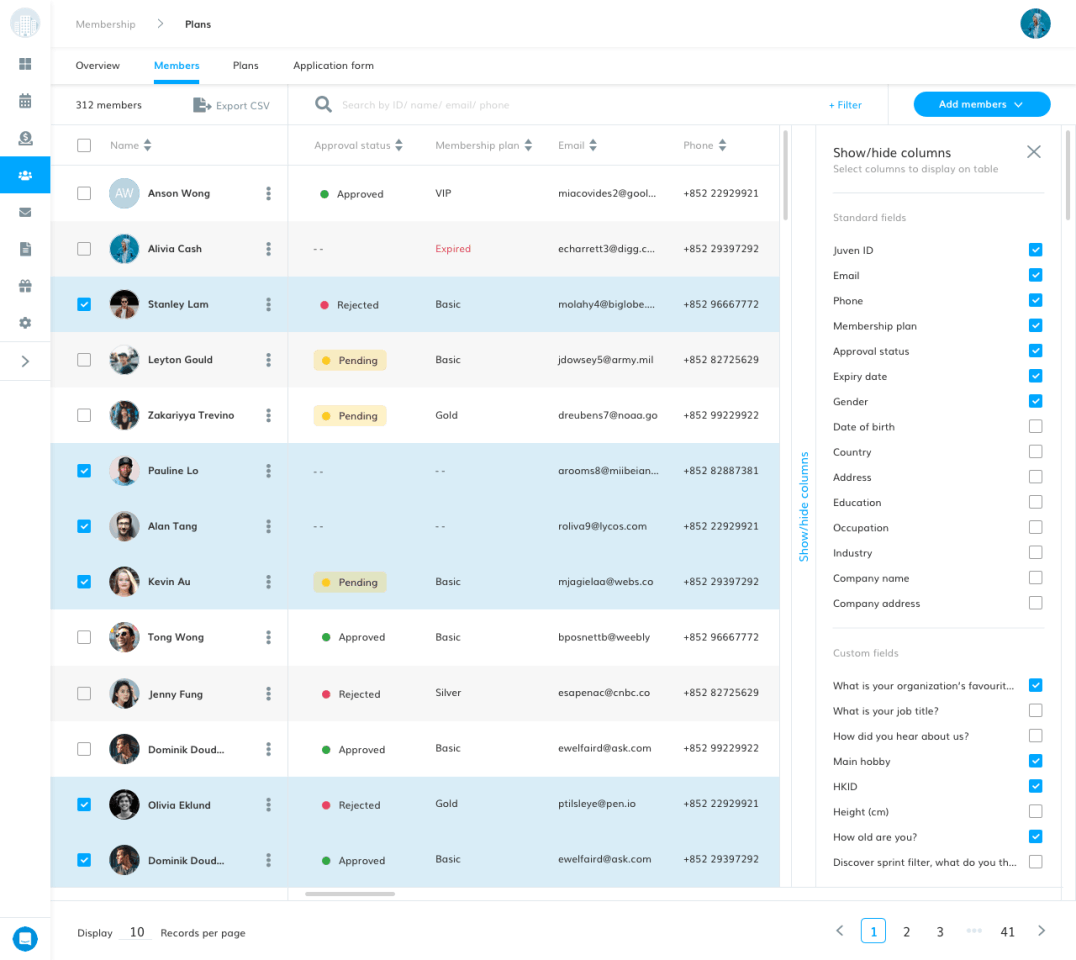 Membership > Plans
Overview Members Plans Application form
312 members Export CSV Search by ID/ name/ email/ phone + Filter Add members
Name Approval status Membership plan Email Phone
AW Anson Wong Approved VIP miacovides2@gool... +852 22929921
Alivia Cash -- Expired echarrett3@digg.c... +852 29397292
Stanley Lam Rejected Basic molahy4@biglobe.... +852 96667772
Leyton Gould Pending Basic jdowsey5@army.mil +852 82725629
Zakariyya Trevino Pending Gold dreubens7@noaa.go +852 99229922
Pauline Lo -- -- arooms8@miibeian... +852 82887381
Alan Tang -- -- roliva9@lycos.com +852 22929921
Kevin Au Pending Basic mjagielaa@webs.co +852 29397292
Tong Wong Approved Basic bposnettb@weebly +852 96667772
Jenny Fung Rejected Silver esapenac@cnbc.co +852 82725629
Dominik Doud... Approved Basic ewelfaird@ask.com +852 99229922
Olivia Eklund Rejected Gold ptilsleye@pen.io +852 22929921
Dominik Doud... Approved Basic ewelfaird@ask.com +852 29397292
Show/hide columns
Show/hide columns
Select columns to display on table
Standard fields
Juven ID
Email
Phone
Membership plan
Approval status
Expiry date
Gender
Date of birth
Country
Address
Education
Occupation
Industry
Company name
Company address
Custom fields
What is your organization's favourit...
What is your job title?
How did you hear about us?
Main hobby
HKID
Height (cm)
How old are you?
Discover sprint filter, what do you th...
Display 10 Records per page < 1 2 3 ••• 41 >